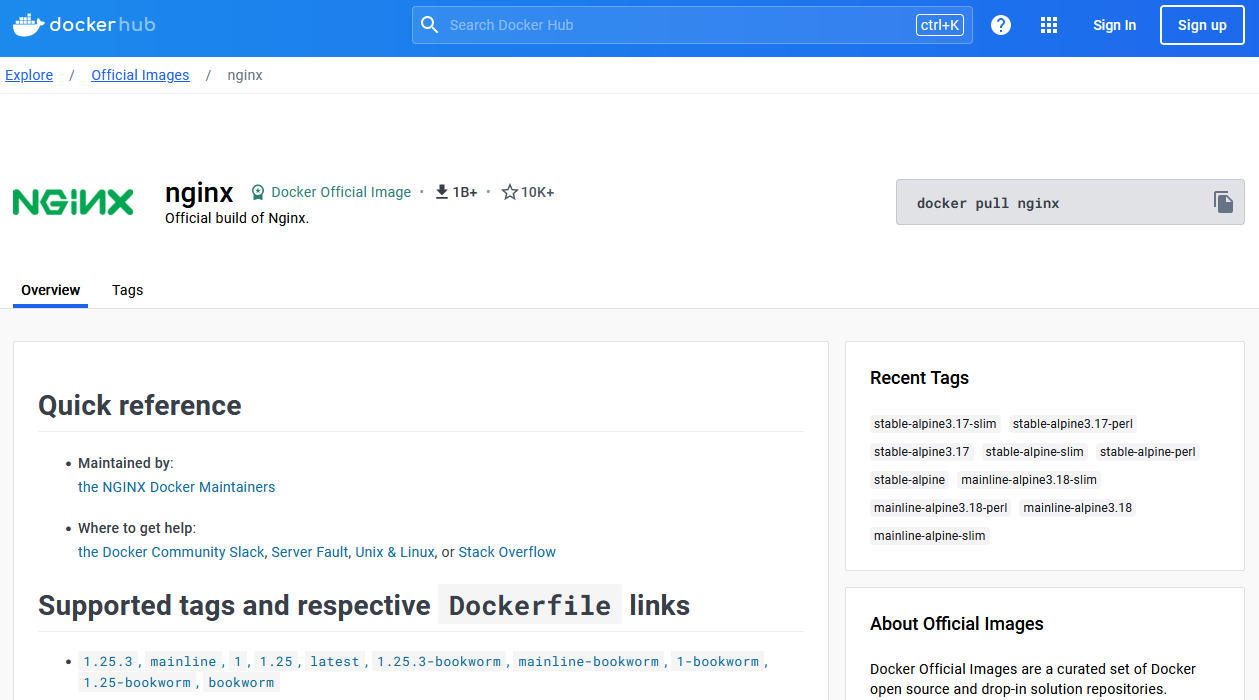 docker hub
Search Docker Hub
ctrl+K
?
Sign In
Sign up
Explore / Official Images / nginx
NGINX
nginx Docker Official Image • 1B+ • 10K+
Official build of Nginx.
docker pull nginx
Overview Tags
Quick reference
• Maintained by:
the NGINX Docker Maintainers
• Where to get help:
the Docker Community Slack, Server Fault, Unix & Linux, or Stack Overflow
Supported tags and respective Dockerfile links
• 1.25.3, mainline, 1, 1.25, latest, 1.25.3-bookworm, mainline-bookworm, 1-bookworm,
1.25-bookworm, bookworm
Recent Tags
stable-alpine3.17-slim stable-alpine3.17-perl
stable-alpine3.17 stable-alpine-slim stable-alpine-perl
stable-alpine mainline-alpine3.18-slim
mainline-alpine3.18-perl mainline-alpine3.18
mainline-alpine-slim
About Official Images
Docker Official Images are a curated set of Docker
open source and drop-in solution repositories.